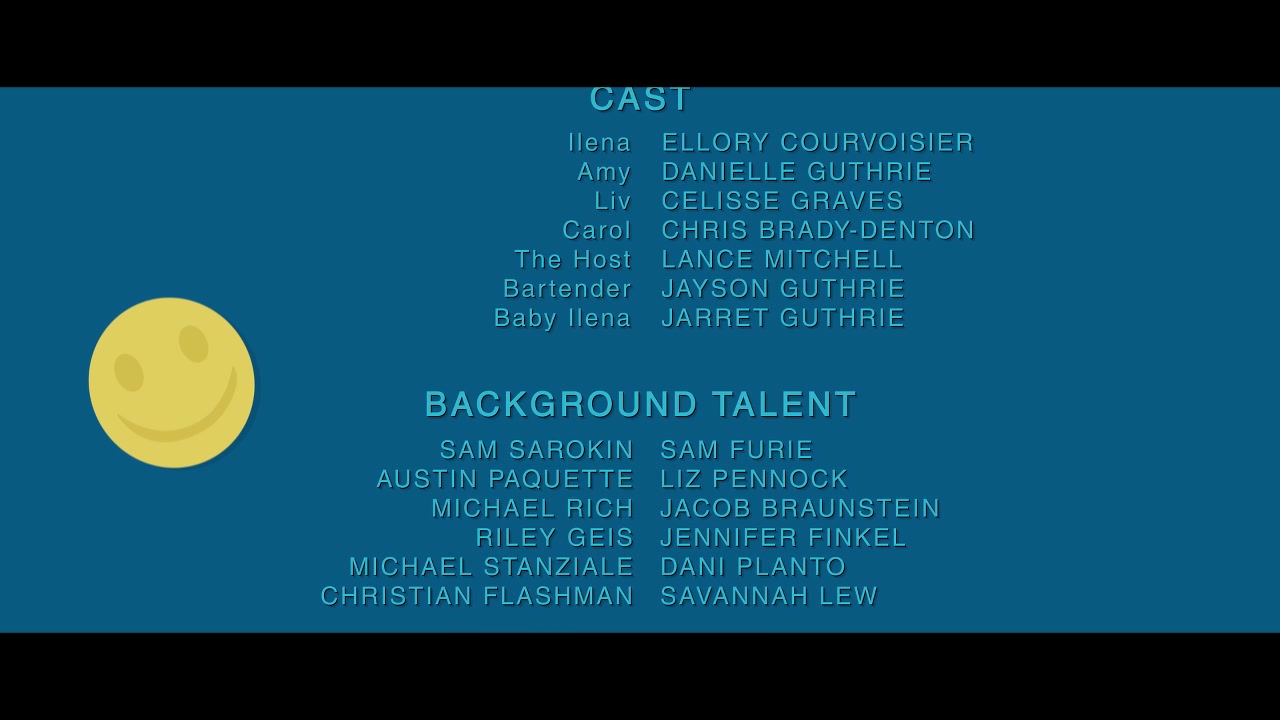 CAST
Ilena ELLORY COURVOISIER
Amy DANIELLE GUTHRIE
Liv CELISSE GRAVES
Carol CHRIS BRADY-DENTON
The Host LANCE MITCHELL
Bartender JAYSON GUTHRIE
Baby Ilena JARRET GUTHRIE
BACKGROUND TALENT
SAM SAROKIN SAM FURIE
AUSTIN PAQUETTE LIZ PENNOCK
MICHAEL RICH JACOB BRAUNSTEIN
RILEY GEIS JENNIFER FINKEL
MICHAEL STANZIALE DANI PLANTO
CHRISTIAN FLASHMAN SAVANNAH LEW